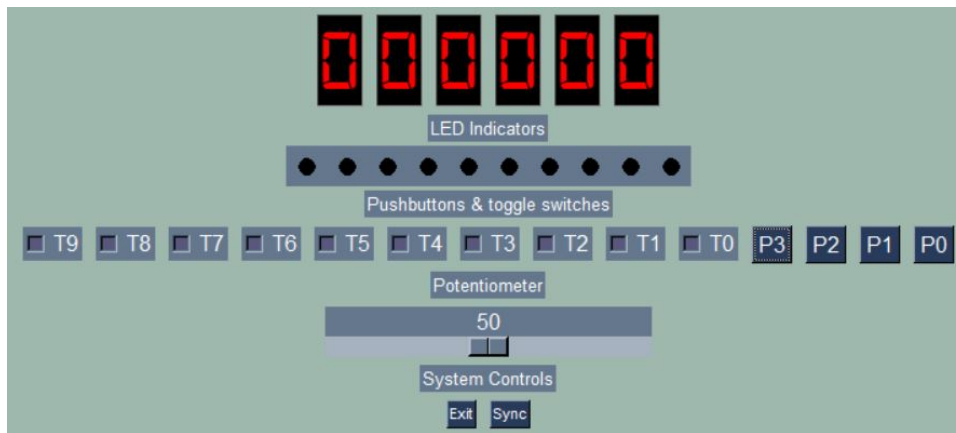 000000
LED Indicators
Pushbuttons & toggle switches
T9 T8 T7 T6 T5 T4 T3 T2 T1 T0 P3 P2 P1 P0
Potentiometer
50
System Controls
Exit Sync